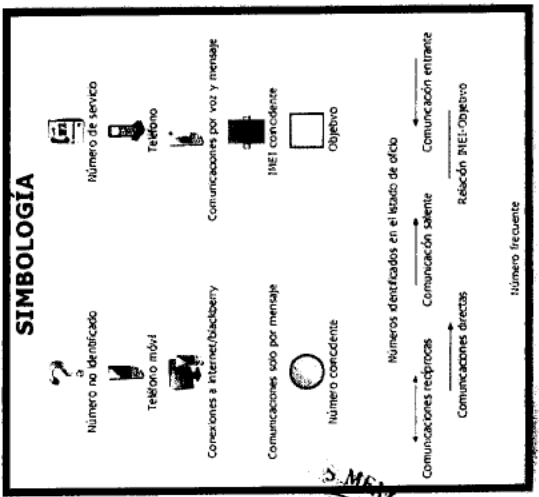 SIMBOLOGÍA
Número no identificado
Número de servico
Teléfono móvil
Teléfono
Conexiones a internet/blackberry
Comunicaciones por voz y mensaje
Comunicaciones solo por mensaje
IMEI coincidente
Número coincidente
Objetivo
Números identificados en el listado de oficio
Comunicaciones recíprocas
Comunicación saliente
Comunicación entrante
Comunicaciones directas
Relación IMEI-Objetivo
Número frecuente